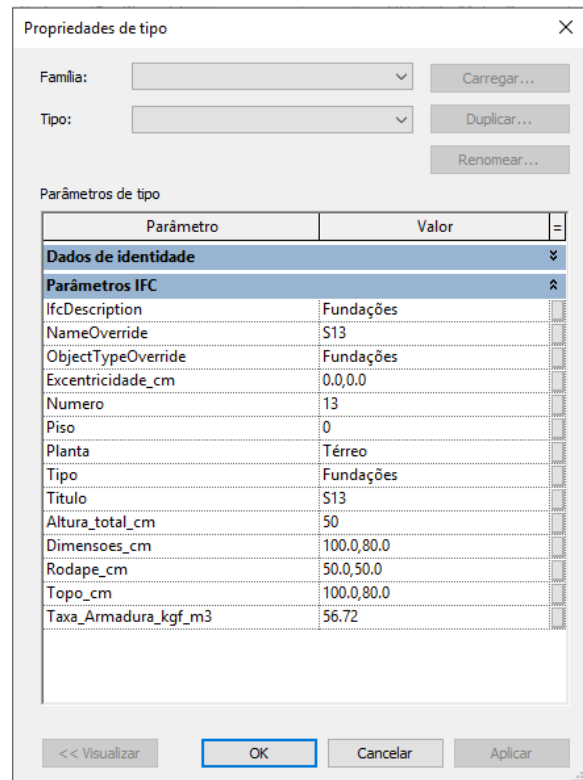 Propriedades de tipo
Família:
Carregar...
Tipo:
Duplicar...
Renomear...
Parâmetros de tipo
Parâmetro Valor =
Dados de identidade
Parâmetros IFC
IfcDescription Fundações
NameOverride S13
ObjectTypeOverride Fundações
Excentricidade_cm 0.0,0.0
Numero 13
Piso 0
Planta Térreo
Tipo Fundações
Titulo S13
Altura_total_cm 50
Dimensoes_cm 100.0,80.0
Rodape_cm 50.0,50.0
Topo_cm 100.0,80.0
Taxa_Armadura_kgf_m3 56.72
<< Visualizar OK Cancelar Aplicar